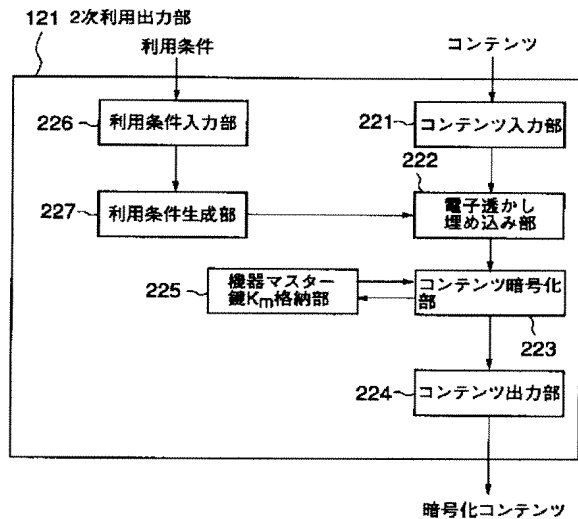 121 2次利用出力部
利用条件
コンテンツ
226
利用条件入力部
221
コンテンツ入力部
222
227
利用条件生成部
電子透かし
埋め込み部
225
機器マスター
鍵Km格納部
コンテンツ暗号化
部
223
224
コンテンツ出力部
暗号化コンテンツ